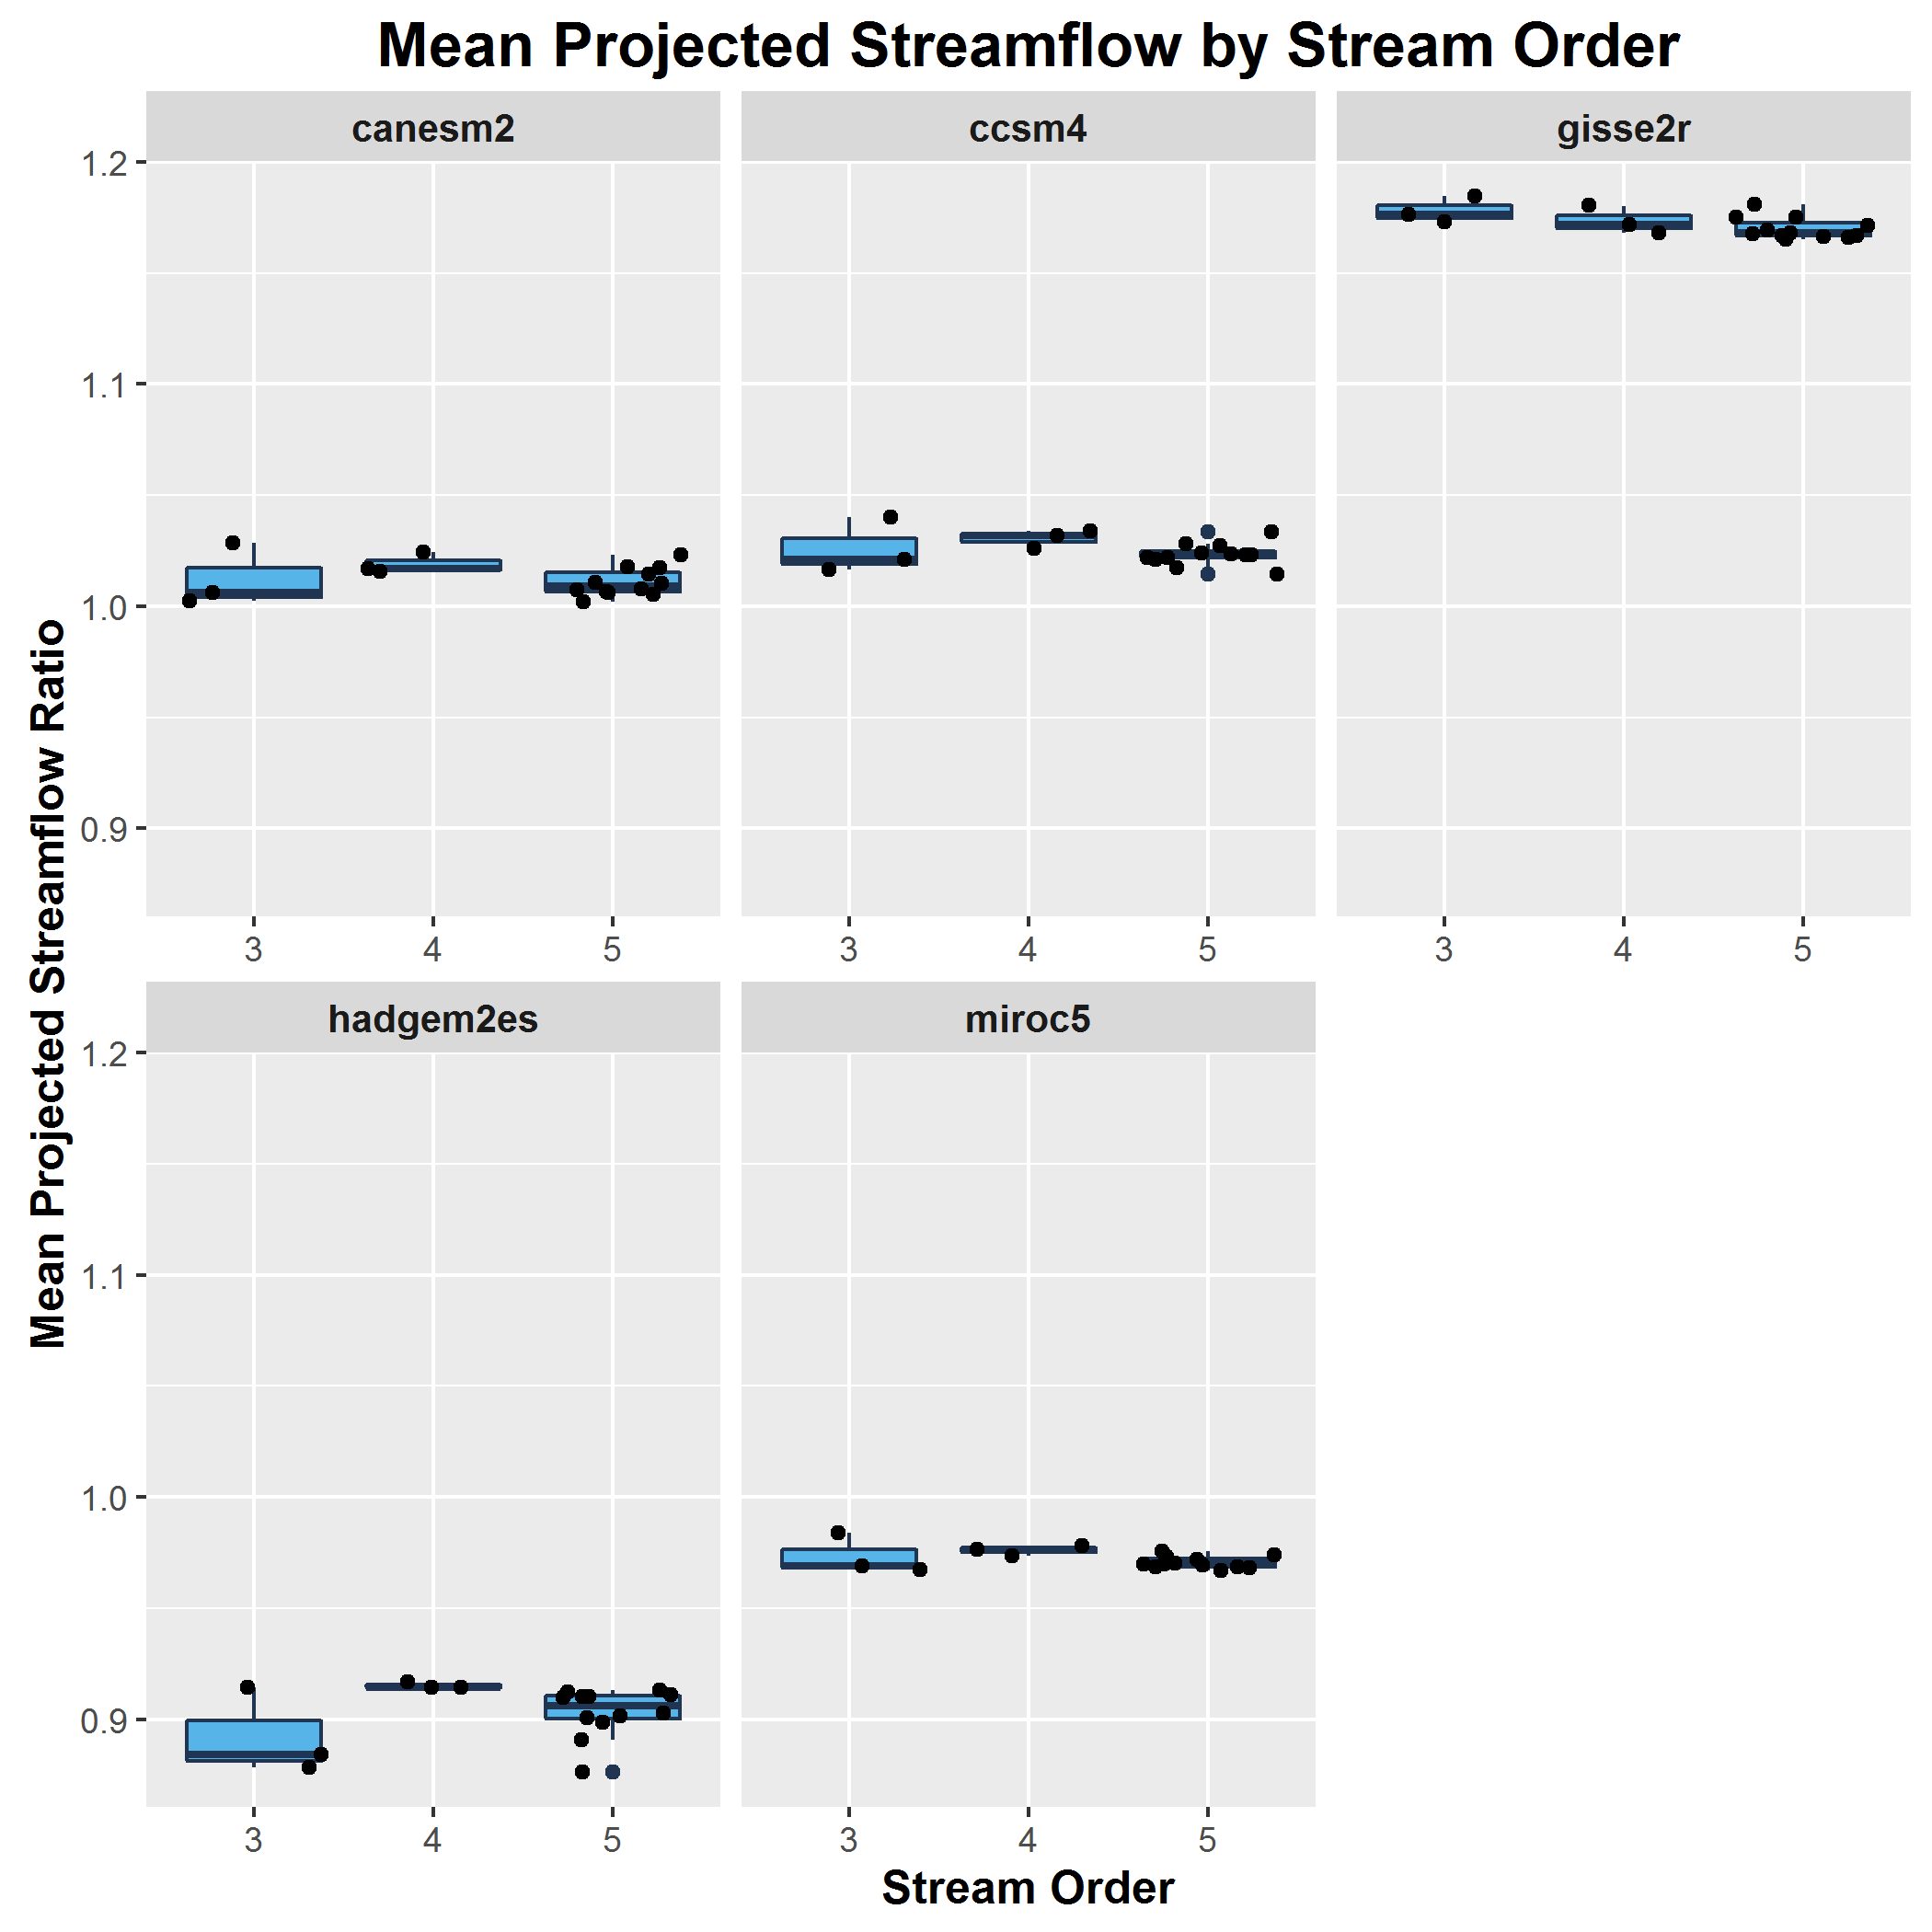 Mean Projected Streamflow by Stream Order
canesm2
ccsm4
gisse2r
1.2
1.1
1.0
0.9
3 4 5
3 4 5
3 4 5
Mean Projected Streamflow Ratio
hadgem2es
miroc5
1.2
1.1
1.0
0.9
3 4 5
3 4 5
Stream Order